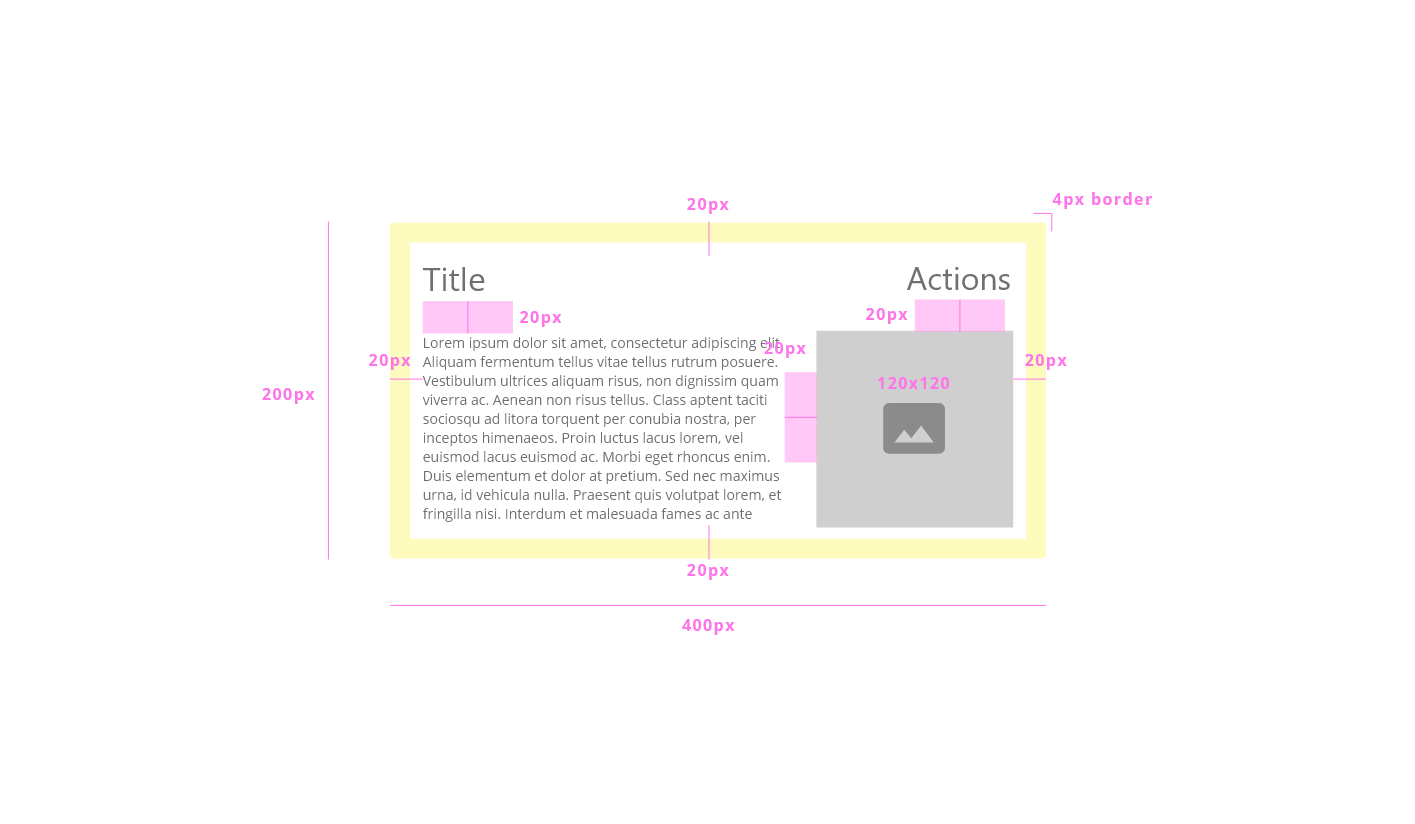 4px border
20px
Title
Actions
20px
20px
Lorem ipsum dolor sit amet, consectetur adipiscing elit.
20px
Aliquam fermentum tellus vitae tellus rutrum posuere.
20px
20px
Vestibulum ultrices aliquam risus, non dignissim quam
120x120
viverra ac. Aenean non risus tellus. Class aptent taciti
200px
sociosqu ad litora torquent per conubia nostra, per
inceptos himenaeos. Proin luctus lacus lorem, vel
euismod lacus euismod ac. Morbi eget rhoncus enim.
Duis elementum et dolor at pretium. Sed nec maximus
urna, id vehicula nulla. Praesent quis volutpat lorem, et
fringilla nisi. Interdum et malesuada fames ac ante
20px
400px